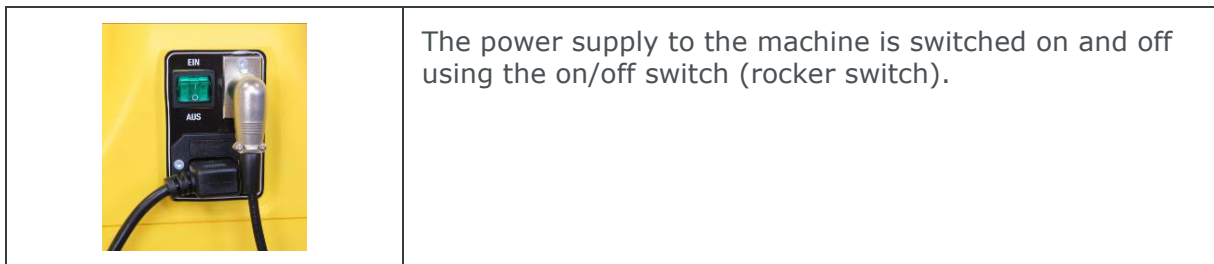 EIN
AUS
The power supply to the machine is switched on and off
using the on/off switch (rocker switch).